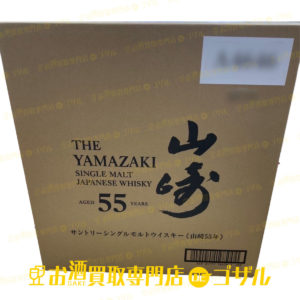 THE
YAMAZAKI
SINGLE MALT
JAPANESE WHISKY
AGED 55 YEARS
山崎
サントリーシングルモルトウイスキー〈山崎55年〉
お酒買取専門店 ゴザル